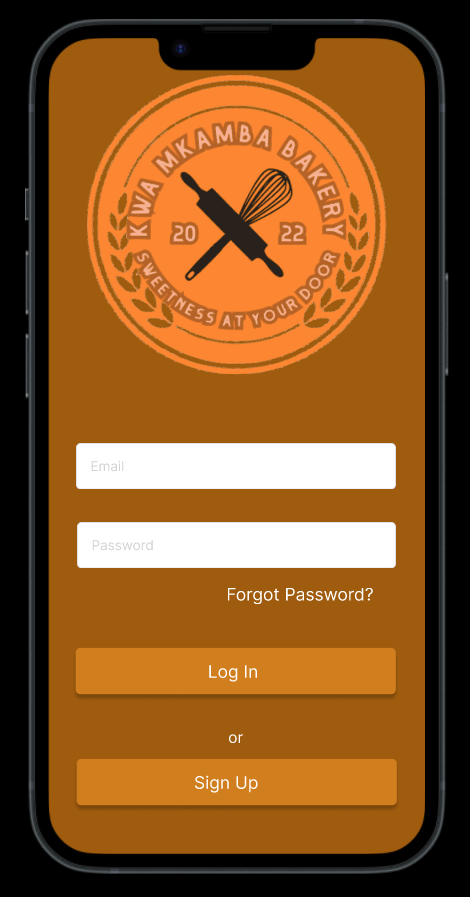 KWA MKAMBA BAKERY
20 22
SWEETNESS AT YOUR DOOR
Email
Password
Forgot Password?
Log In
or
Sign Up